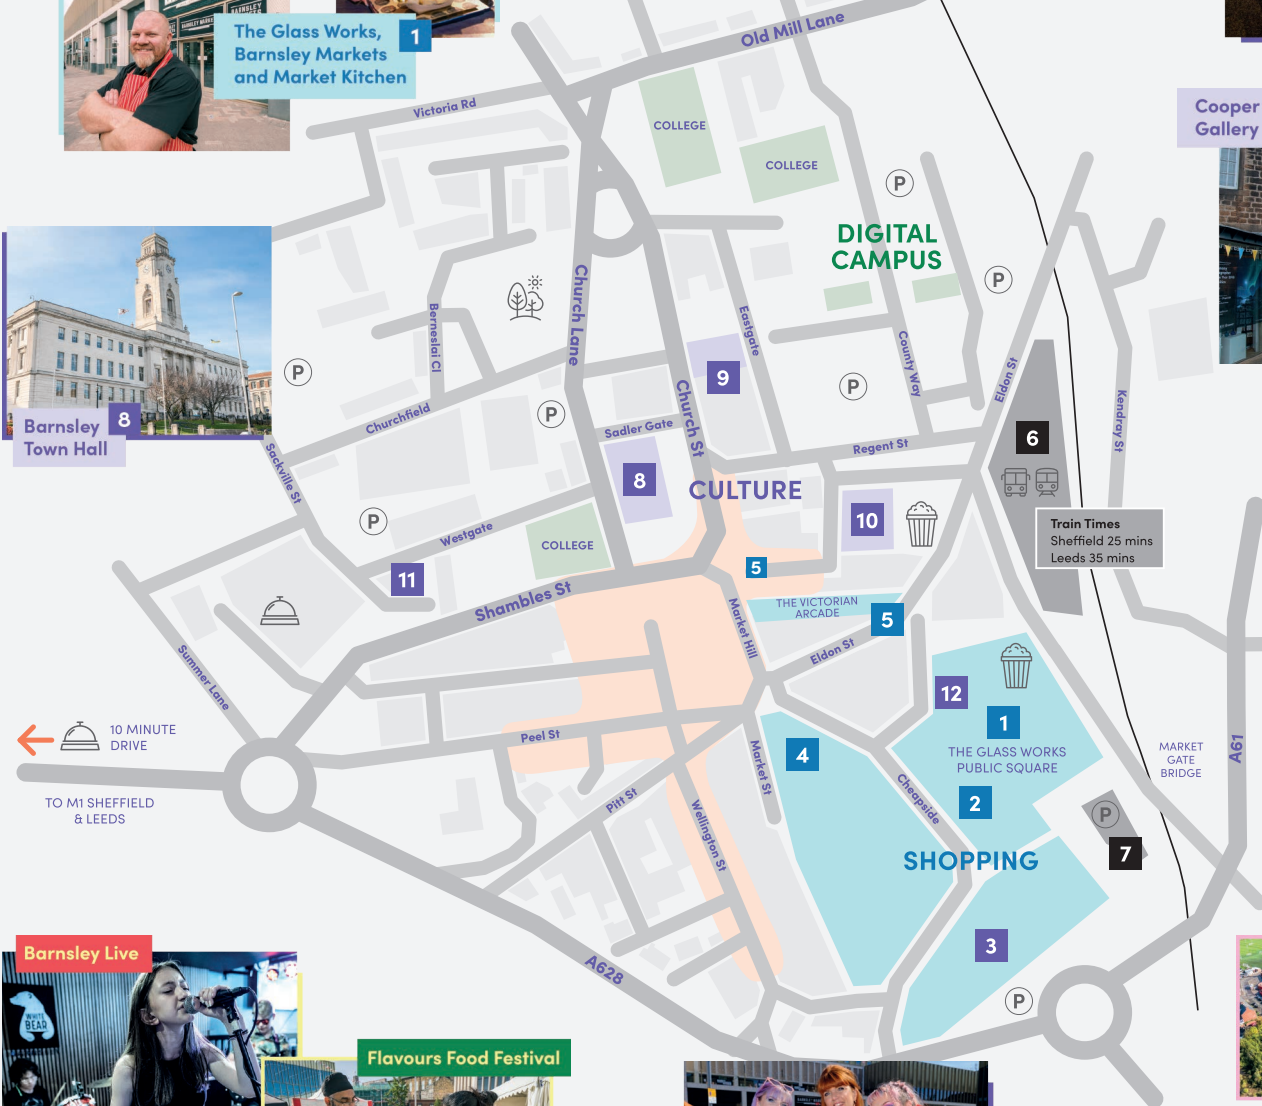 The Glass Works,
Barnsley Markets
and Market Kitchen
1
BARNSLEY MARKET
Old Mill Lane
Victoria Rd
COLLEGE
COLLEGE
Cooper
Gallery
P
DIGITAL
CAMPUS
P
Church Lane
Berneslai Cl
Eastgate
County Way
Eldon St
Kendray St
P
Barnsley
Town Hall
8
9
P
P
Churchfield
Church St
Sadler Gate
Regent St
6
Sackville St
8
CULTURE
10
P
Westgate
COLLEGE
Train Times
Sheffield 25 mins
Leeds 35 mins
11
5
Shambles St
Market Hill
THE VICTORIAN
ARCADE
5
Eldon St
Summer Lane
12
1
10 MINUTE
DRIVE
Peel St
Market St
4
THE GLASS WORKS
PUBLIC SQUARE
MARKET
GATE
BRIDGE
A61
TO M1 SHEFFIELD
& LEEDS
Pitt St
Wellington St
Cheapside
2
P
7
SHOPPING
3
Barnsley Live
A628
P
WHITE
BEAR
Flavours Food Festival